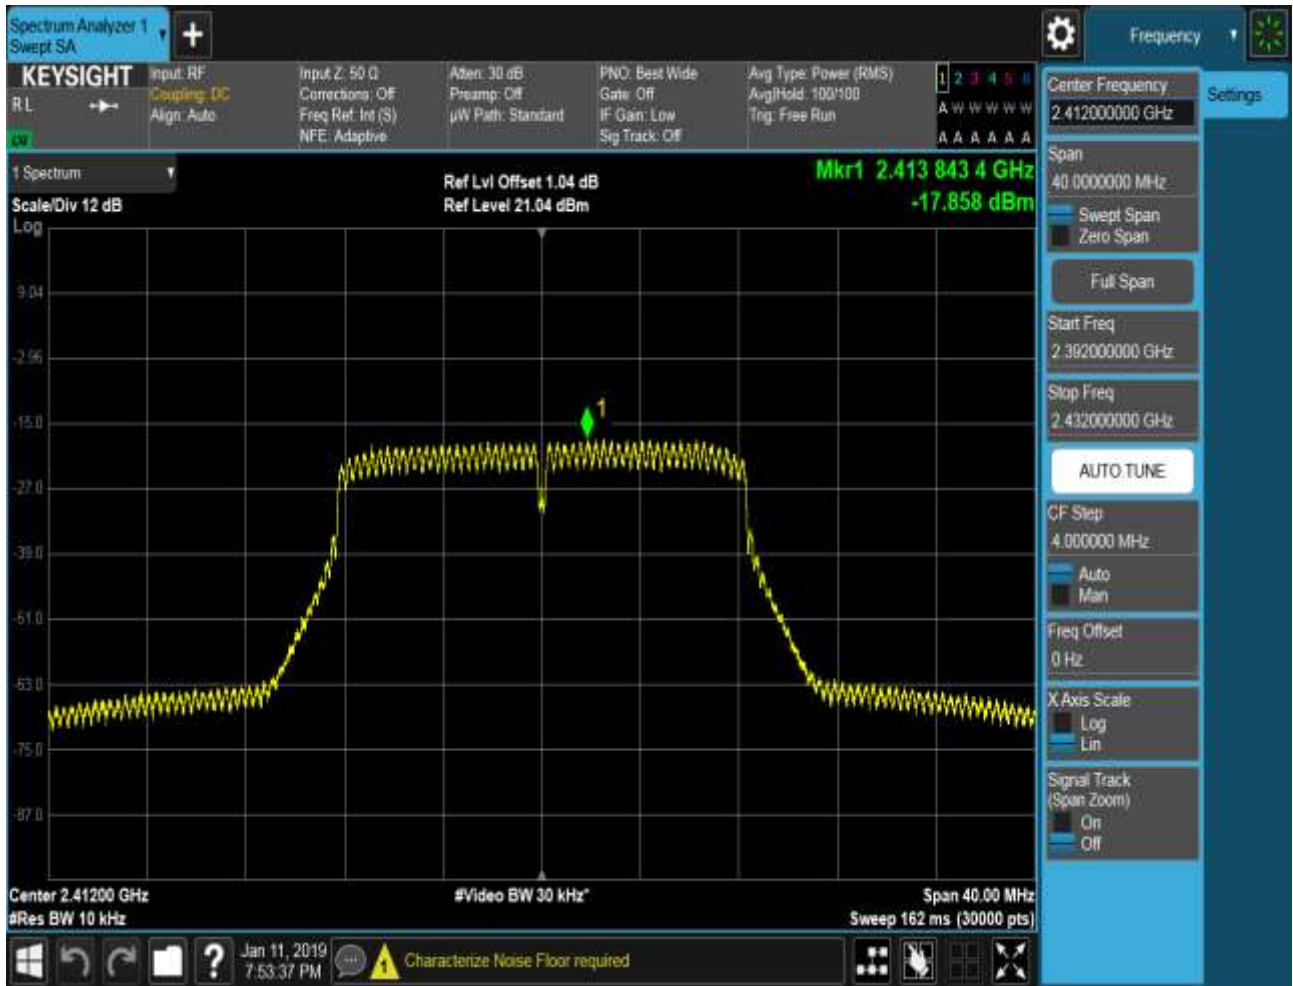 Spectrum Analyzer 1
Swept SA
+
Frequency
KEYSIGHT
Input: RF
Coupling: DC
Align: Auto
Input Z: 50 Ω
Corrections: Off
Freq Ref: Int (S)
NFE: Adaptive
Atten: 30 dB
Preamp: Off
µW Path: Standard
PNO: Best Wide
Gate: Off
IF Gain: Low
Sig Track: Off
Avg Type: Power (RMS)
Avg|Hold: 100/100
Trig: Free Run
1 2 3 4 5 6
A W W W W W
A A A A A A
R L
LXI
Center Frequency
2.412000000 GHz
Settings
Span
40.0000000 MHz
Swept Span
Zero Span
Full Span
Start Freq
2.392000000 GHz
Stop Freq
2.432000000 GHz
AUTO TUNE
CF Step
4.000000 MHz
Auto
Man
Freq Offset
0 Hz
X Axis Scale
Log
Lin
Signal Track
(Span Zoom)
On
Off
1 Spectrum
Scale/Div 12 dB
Log
Ref Lvl Offset 1.04 dB
Ref Level 21.04 dBm
Mkr1 2.413 843 4 GHz
-17.858 dBm
9.04
-2.96
-15.0
1
-27.0
-39.0
-51.0
-63.0
-75.0
-87.0
Center 2.41200 GHz
#Res BW 10 kHz
#Video BW 30 kHz*
Span 40.00 MHz
Sweep 162 ms (30000 pts)
?
Jan 11, 2019
7:53:37 PM
1
Characterize Noise Floor required